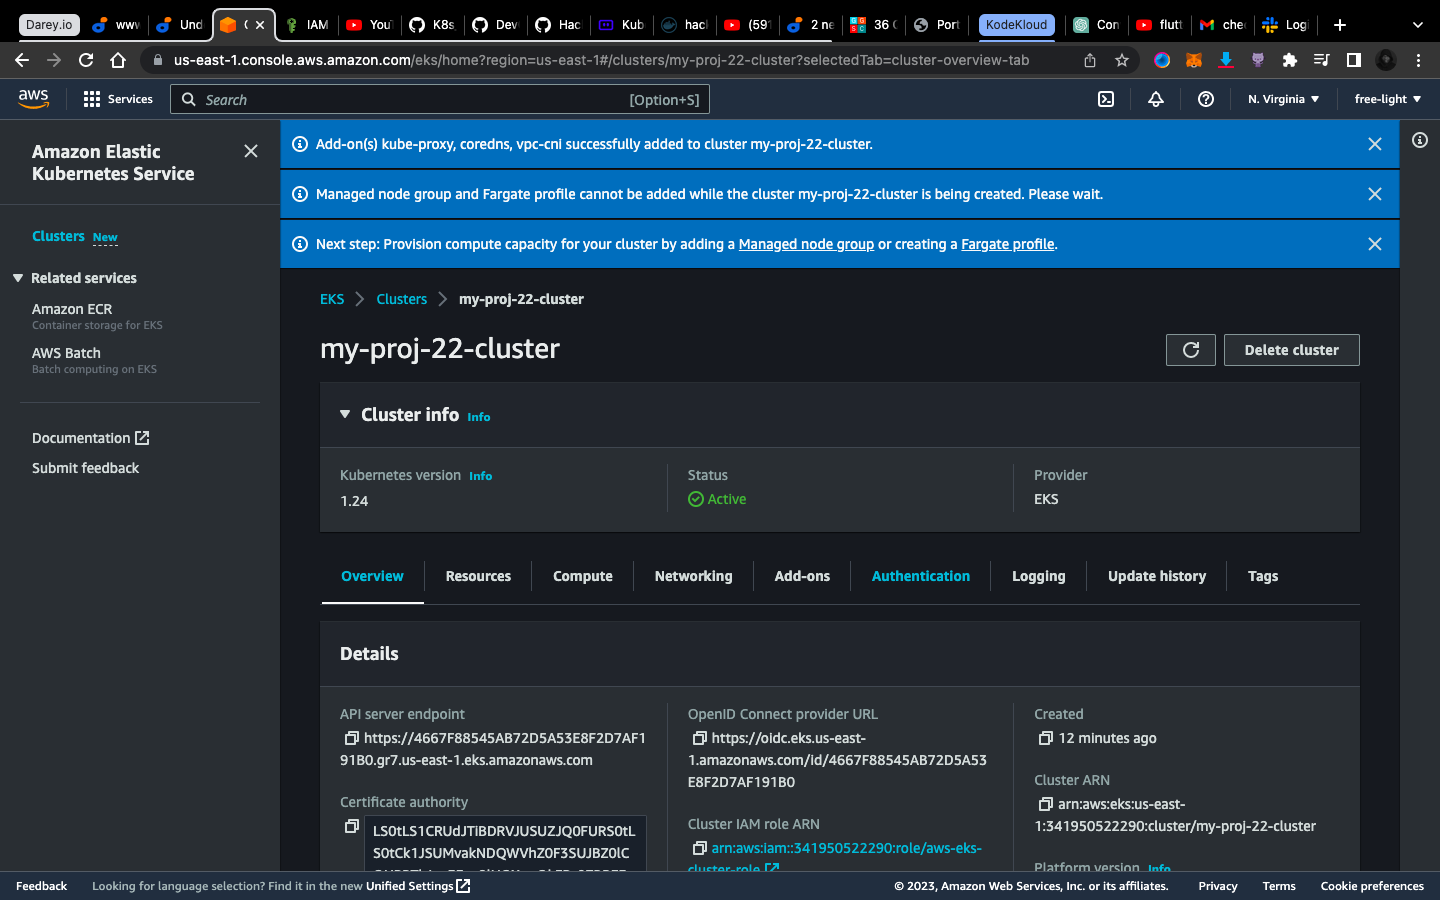 Darey.io
www
Und
C
IAM
You
K8s
Dev
Hac
Kub
hac
(591
2 ne
36 C
Port
KodeKloud
Con
flutt
chec
Logi
us-east-1.console.aws.amazon.com/eks/home?region=us-east-1#/clusters/my-proj-22-cluster?selectedTab=cluster-overview-tab
aws
Services
Search
[Option+S]
N. Virginia
free-light
Amazon Elastic
Kubernetes Service
Clusters New
Related services
Amazon ECR
Container storage for EKS
AWS Batch
Batch computing on EKS
Documentation
Submit feedback
Add-on(s) kube-proxy, coredns, vpc-cni successfully added to cluster my-proj-22-cluster.
Managed node group and Fargate profile cannot be added while the cluster my-proj-22-cluster is being created. Please wait.
Next step: Provision compute capacity for your cluster by adding a Managed node group or creating a Fargate profile.
EKS
Clusters
my-proj-22-cluster
my-proj-22-cluster
Delete cluster
Cluster info Info
Kubernetes version Info
1.24
Status
Active
Provider
EKS
Overview
Resources
Compute
Networking
Add-ons
Authentication
Logging
Update history
Tags
Details
API server endpoint
https://4667F88545AB72D5A53E8F2D7AF1
91B0.gr7.us-east-1.eks.amazonaws.com
Certificate authority
LS0tLS1CRUdJTiBDRVJUSUZJQ0FURS0tL
S0tCk1JSUMvakNDQWVhZ0F3SUJBZ0lC
OpenID Connect provider URL
https://oidc.eks.us-east-
1.amazonaws.com/id/4667F88545AB72D5A53
E8F2D7AF191B0
Cluster IAM role ARN
arn:aws:iam::341950522290:role/aws-eks-
cluster-role
Created
12 minutes ago
Cluster ARN
arn:aws:eks:us-east-
1:341950522290:cluster/my-proj-22-cluster
Platform version Info
Feedback
Looking for language selection? Find it in the new Unified Settings
© 2023, Amazon Web Services, Inc. or its affiliates.
Privacy
Terms
Cookie preferences